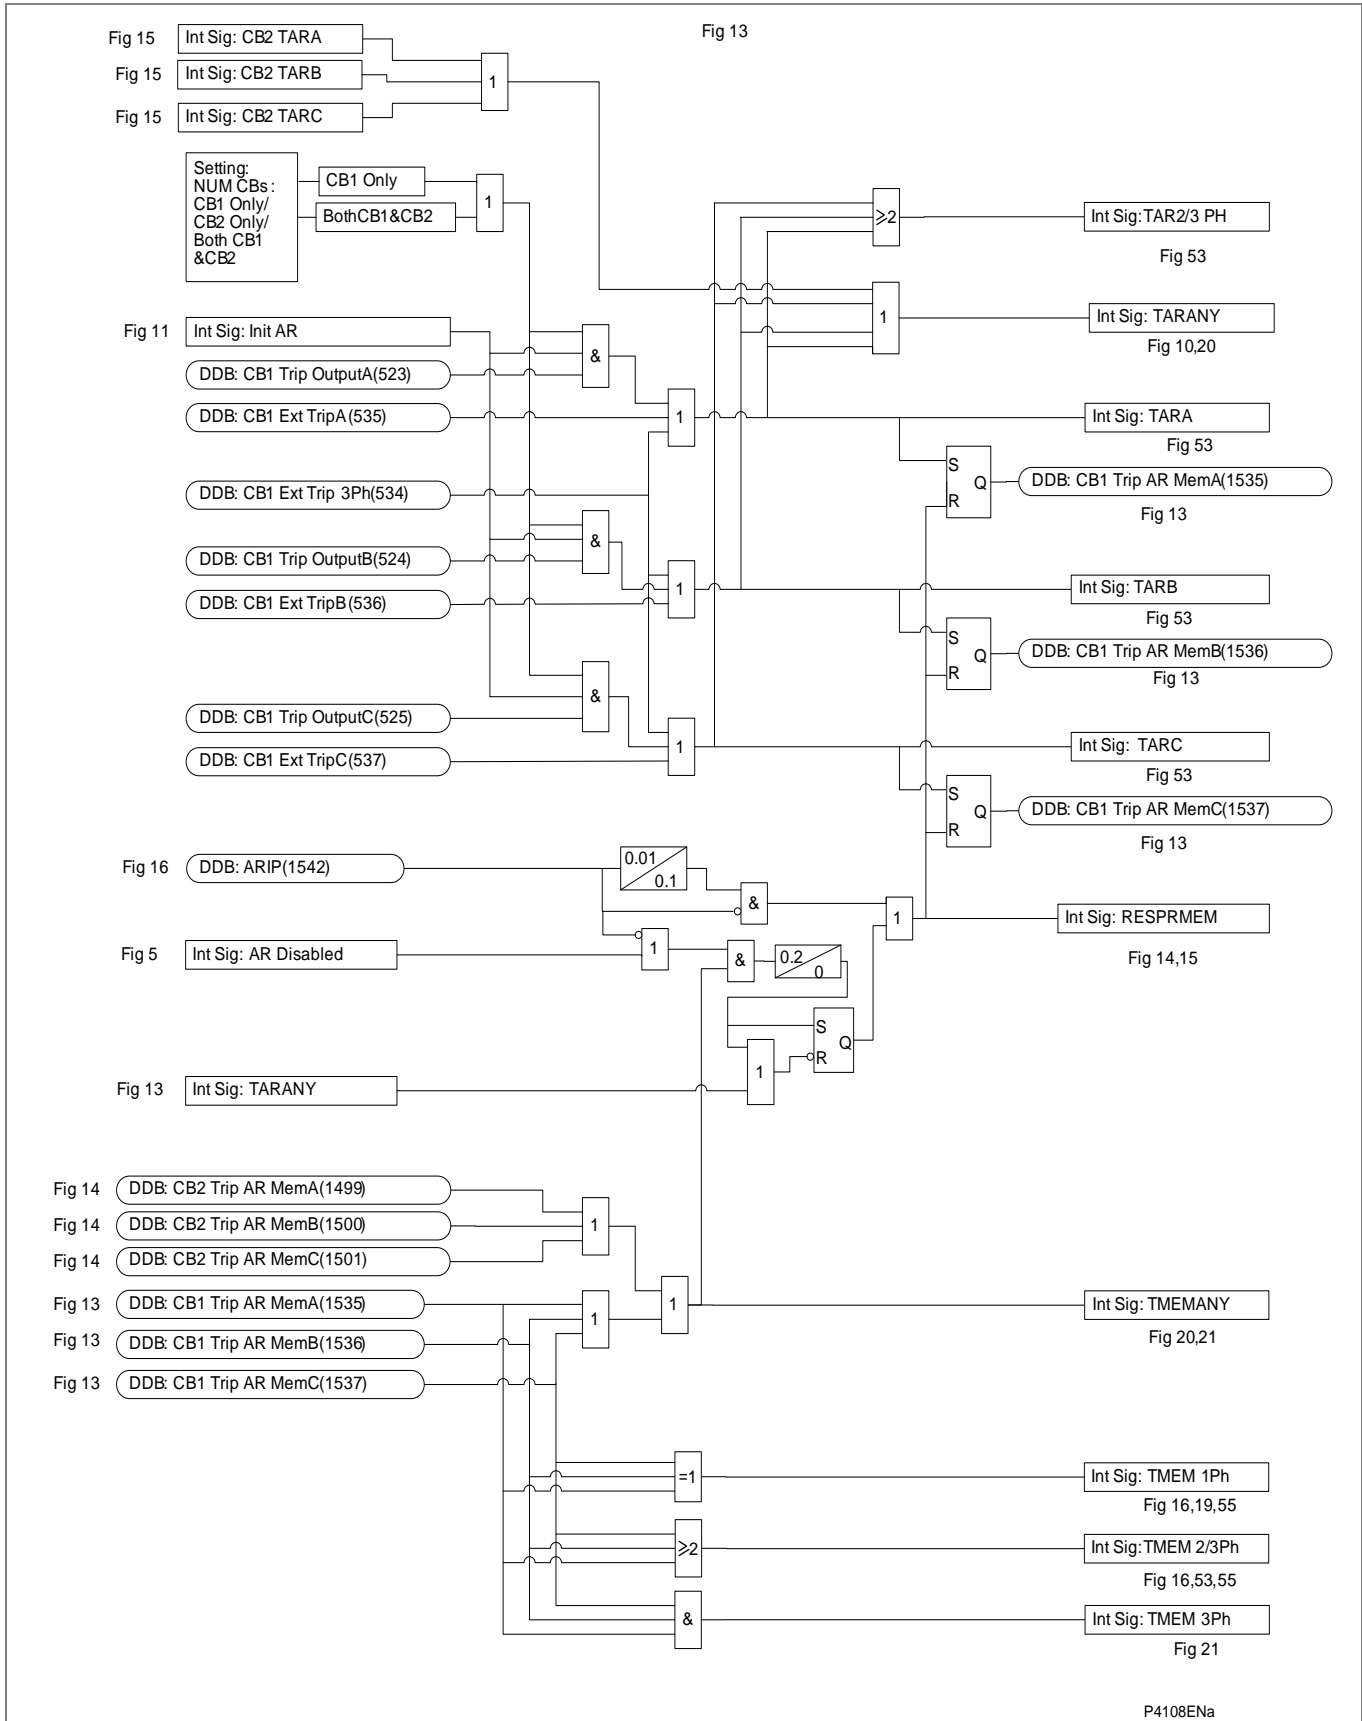 Fig 13
Fig 15 Int Sig: CB2 TARA
Fig 15 Int Sig: CB2 TARB
Fig 15 Int Sig: CB2 TARC
1
Setting:
NUM CBs :
CB1 Only/
CB2 Only/
Both CB1
&CB2
CB1 Only
BothCB1&CB2
1
≥2
Int Sig:TAR2/3 PH
Fig 53
1
Int Sig: TARANY
Fig 10,20
Fig 11 Int Sig: Init AR
DDB: CB1 Trip OutputA(523)
&
DDB: CB1 Ext TripA(535)
1
Int Sig: TARA
Fig 53
S
Q
R
DDB: CB1 Trip AR MemA(1535)
Fig 13
DDB: CB1 Ext Trip 3Ph(534)
&
DDB: CB1 Trip OutputB(524)
DDB: CB1 Ext TripB(536)
1
Int Sig: TARB
Fig 53
S
Q
R
DDB: CB1 Trip AR MemB(1536)
Fig 13
&
DDB: CB1 Trip OutputC(525)
DDB: CB1 Ext TripC(537)
1
Int Sig: TARC
Fig 53
S
Q
R
DDB: CB1 Trip AR MemC(1537)
Fig 13
Fig 16 DDB: ARIP(1542)
0.01
0.1
&
1
Int Sig: RESPRMEM
Fig 14,15
Fig 5 Int Sig: AR Disabled
1
&
0.2
0
S
Q
R
1
Fig 13 Int Sig: TARANY
Fig 14 DDB: CB2 Trip AR MemA(1499)
Fig 14 DDB: CB2 Trip AR MemB(1500)
Fig 14 DDB: CB2 Trip AR MemC(1501)
1
Fig 13 DDB: CB1 Trip AR MemA(1535)
Fig 13 DDB: CB1 Trip AR MemB(1536)
Fig 13 DDB: CB1 Trip AR MemC(1537)
1
1
Int Sig: TMEMANY
Fig 20,21
=1
Int Sig: TMEM 1Ph
Fig 16,19,55
≥2
Int Sig:TMEM 2/3Ph
Fig 16,53,55
&
Int Sig: TMEM 3Ph
Fig 21
P4108ENa